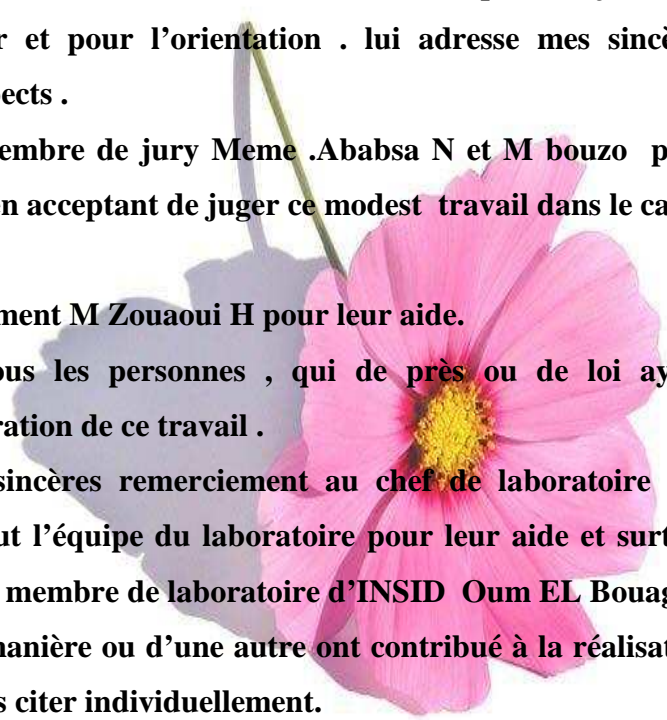 r et pour l’orientation . lui adresse mes sinc
pects .
embre de jury Meme .Ababsa N et M bouzo p
en acceptant de juger ce modest travail dans le ca
ment M Zouaoui H pour leur aide.
ous les personnes , qui de près ou de loi ay
ration de ce travail .
sincères remerciement au chef de laboratoire
ut l’équipe du laboratoire pour leur aide et surt
membre de laboratoire d’INSID Oum EL Bouag
manière ou d’une autre ont contribué à la réalisat
s citer individuellement.